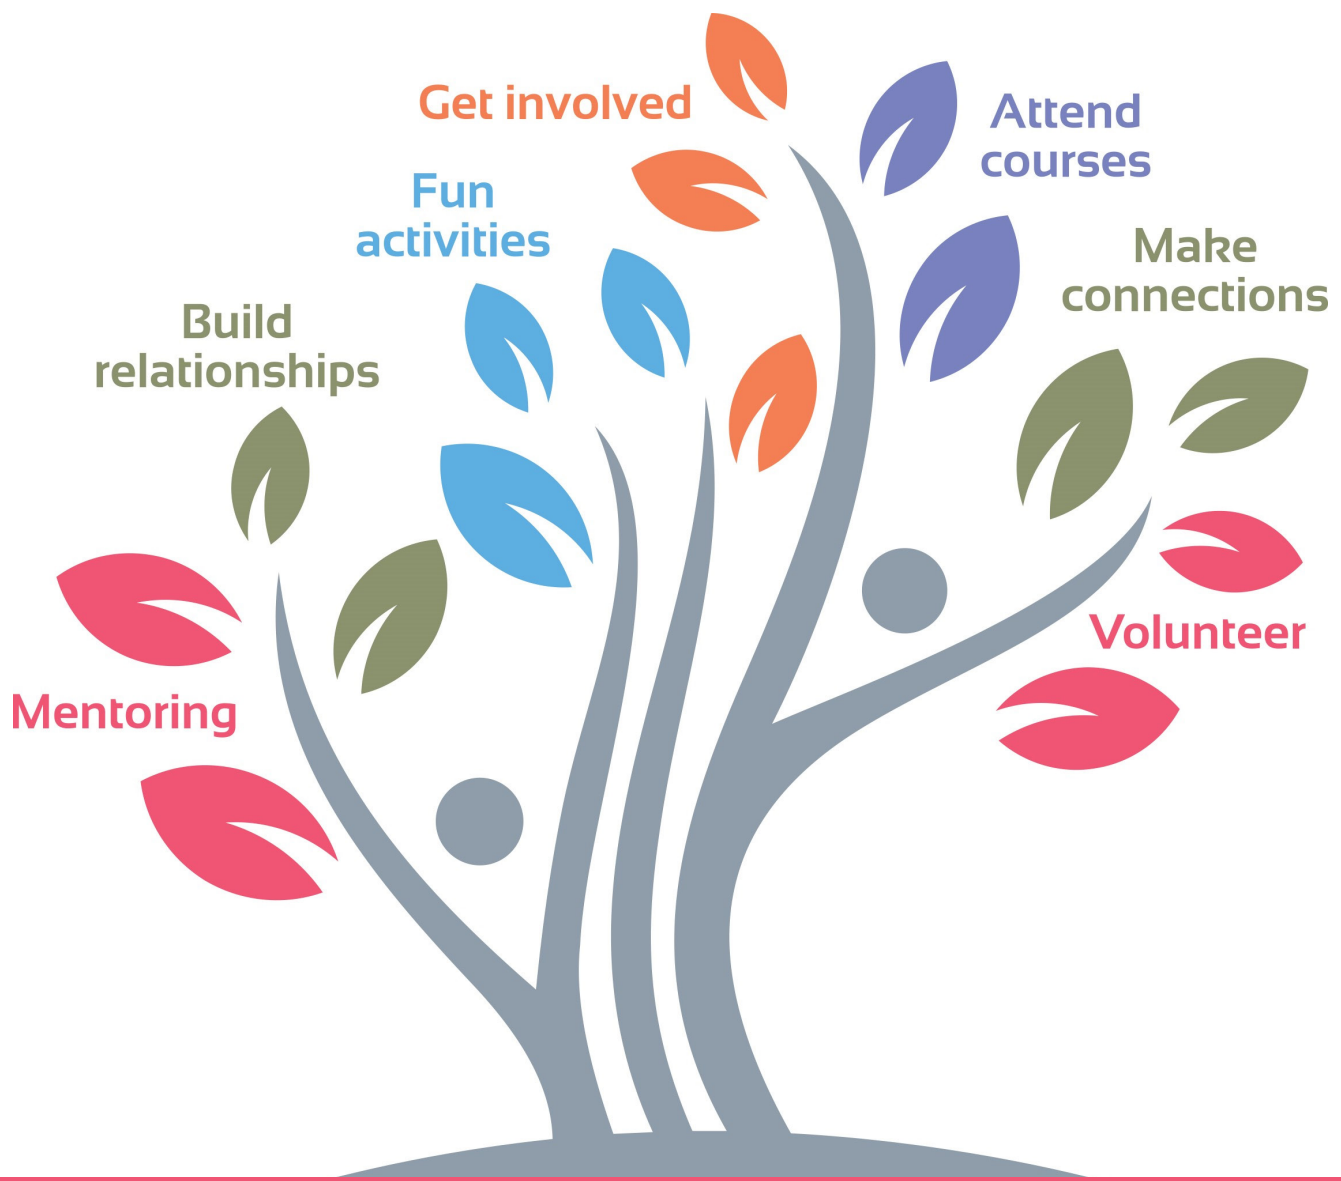 Get involved
Attend
courses
Fun
activities
Make
connections
Build
relationships
Volunteer
Mentoring